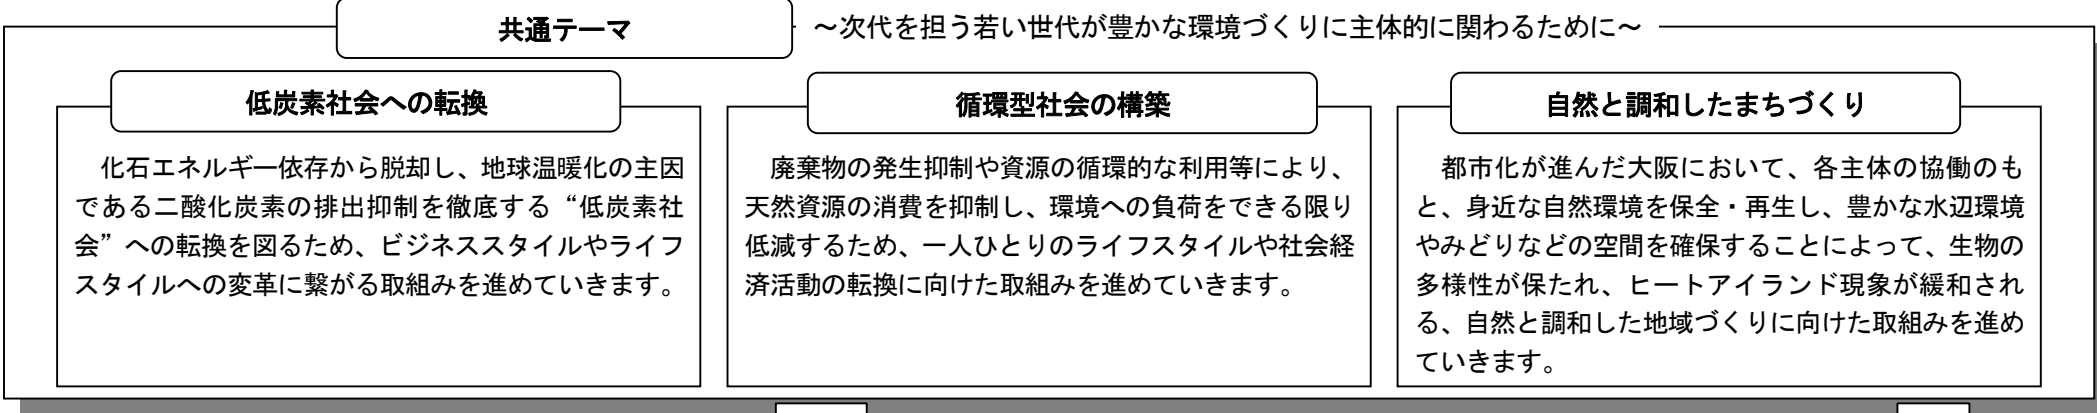 共通テーマ ～次代を担う若い世代が豊かな環境づくりに主体的に関わるために～
低炭素社会への転換
化石エネルギー依存から脱却し、地球温暖化の主因
である二酸化炭素の排出抑制を徹底する“低炭素社
会”への転換を図るため、ビジネススタイルやライフ
スタイルへの変革に繋がる取組みを進めていきます。
循環型社会の構築
廃棄物の発生抑制や資源の循環的な利用等により、
天然資源の消費を抑制し、環境への負荷をできる限り
低減するため、一人ひとりのライフスタイルや社会経
済活動の転換に向けた取組みを進めていきます。
自然と調和したまちづくり
都市化が進んだ大阪において、各主体の協働のも
と、身近な自然環境を保全・再生し、豊かな水辺環境
やみどりなどの空間を確保することによって、生物の
多様性が保たれ、ヒートアイランド現象が緩和され
る、自然と調和した地域づくりに向けた取組みを進め
ていきます。